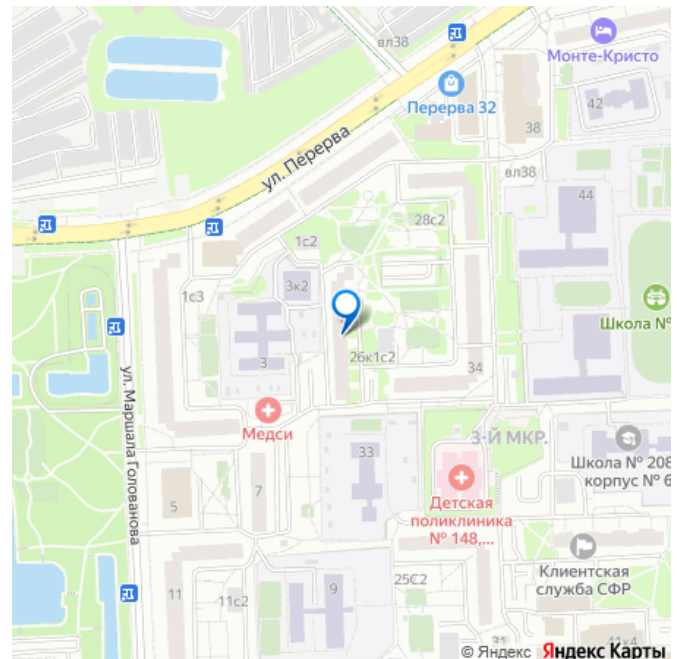 вл38
Монте-Кристо
Перерва 32
42
38
ул. Перерва
вл38
44
28с2
1с2
3к2
1с3
Школа №
26к1с2
3
34
ул. Маршала Голованова
Медси
3-Й МКР.
33
Школа № 208
корпус № 6
7
5
Детская
поликлиника
№ 148,...
Клиентская
служба СФР
25С2
9
11
11с2
31
41к4
© Яндекс Яндекс Карты